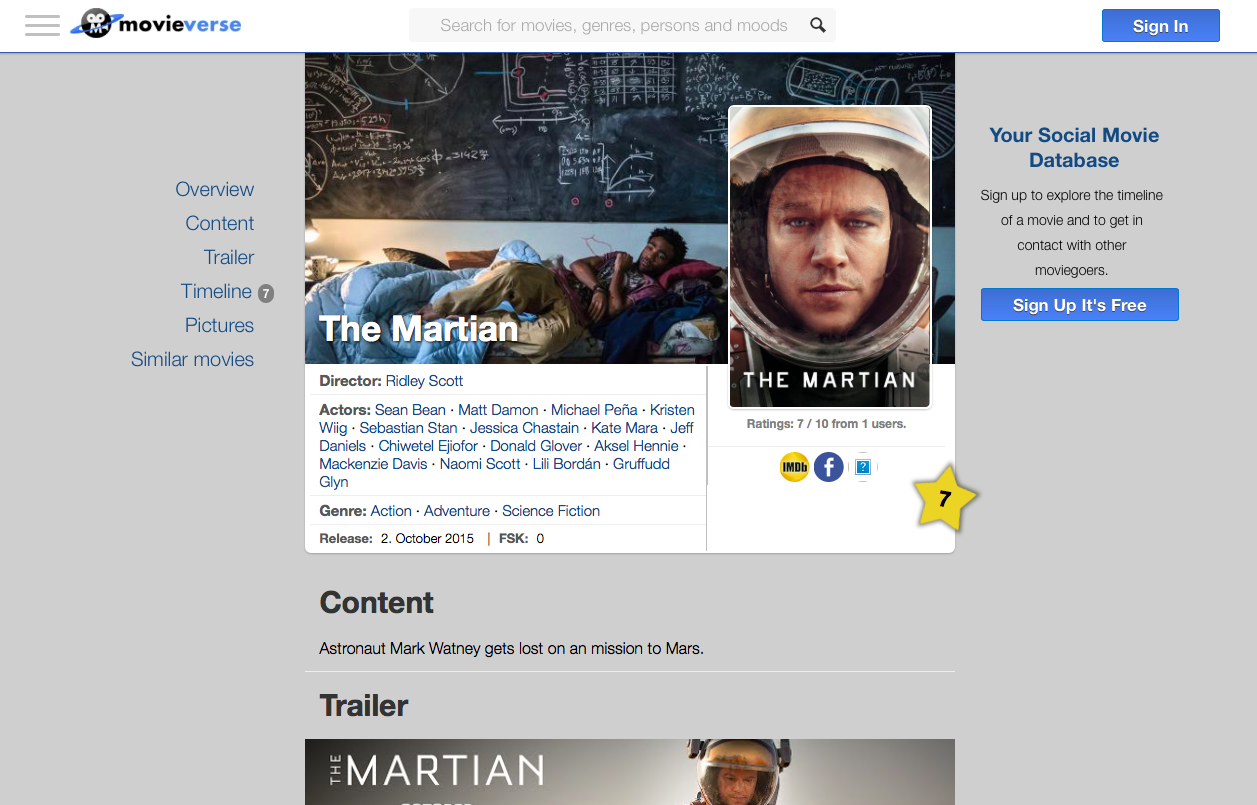 movieverse
Search for movies, genres, persons and moods
Sign In
Overview
Content
Trailer
Timeline 7
Pictures
Similar movies
The Martian
THE MARTIAN
Director: Ridley Scott
Actors: Sean Bean · Matt Damon · Michael Peña · Kristen
Wiig · Sebastian Stan · Jessica Chastain · Kate Mara · Jeff
Daniels · Chiwetel Ejiofor · Donald Glover · Aksel Hennie ·
Mackenzie Davis · Naomi Scott · Lili Bordán · Gruffudd
Glyn
Genre: Action · Adventure · Science Fiction
Release: 2. October 2015 | FSK: 0
Ratings: 7 / 10 from 1 users.
IMDb f ?
7
Your Social Movie
Database
Sign up to explore the timeline
of a movie and to get in
contact with other
moviegoers.
Sign Up It's Free
Content
Astronaut Mark Watney gets lost on an mission to Mars.
Trailer
THE MARTIAN